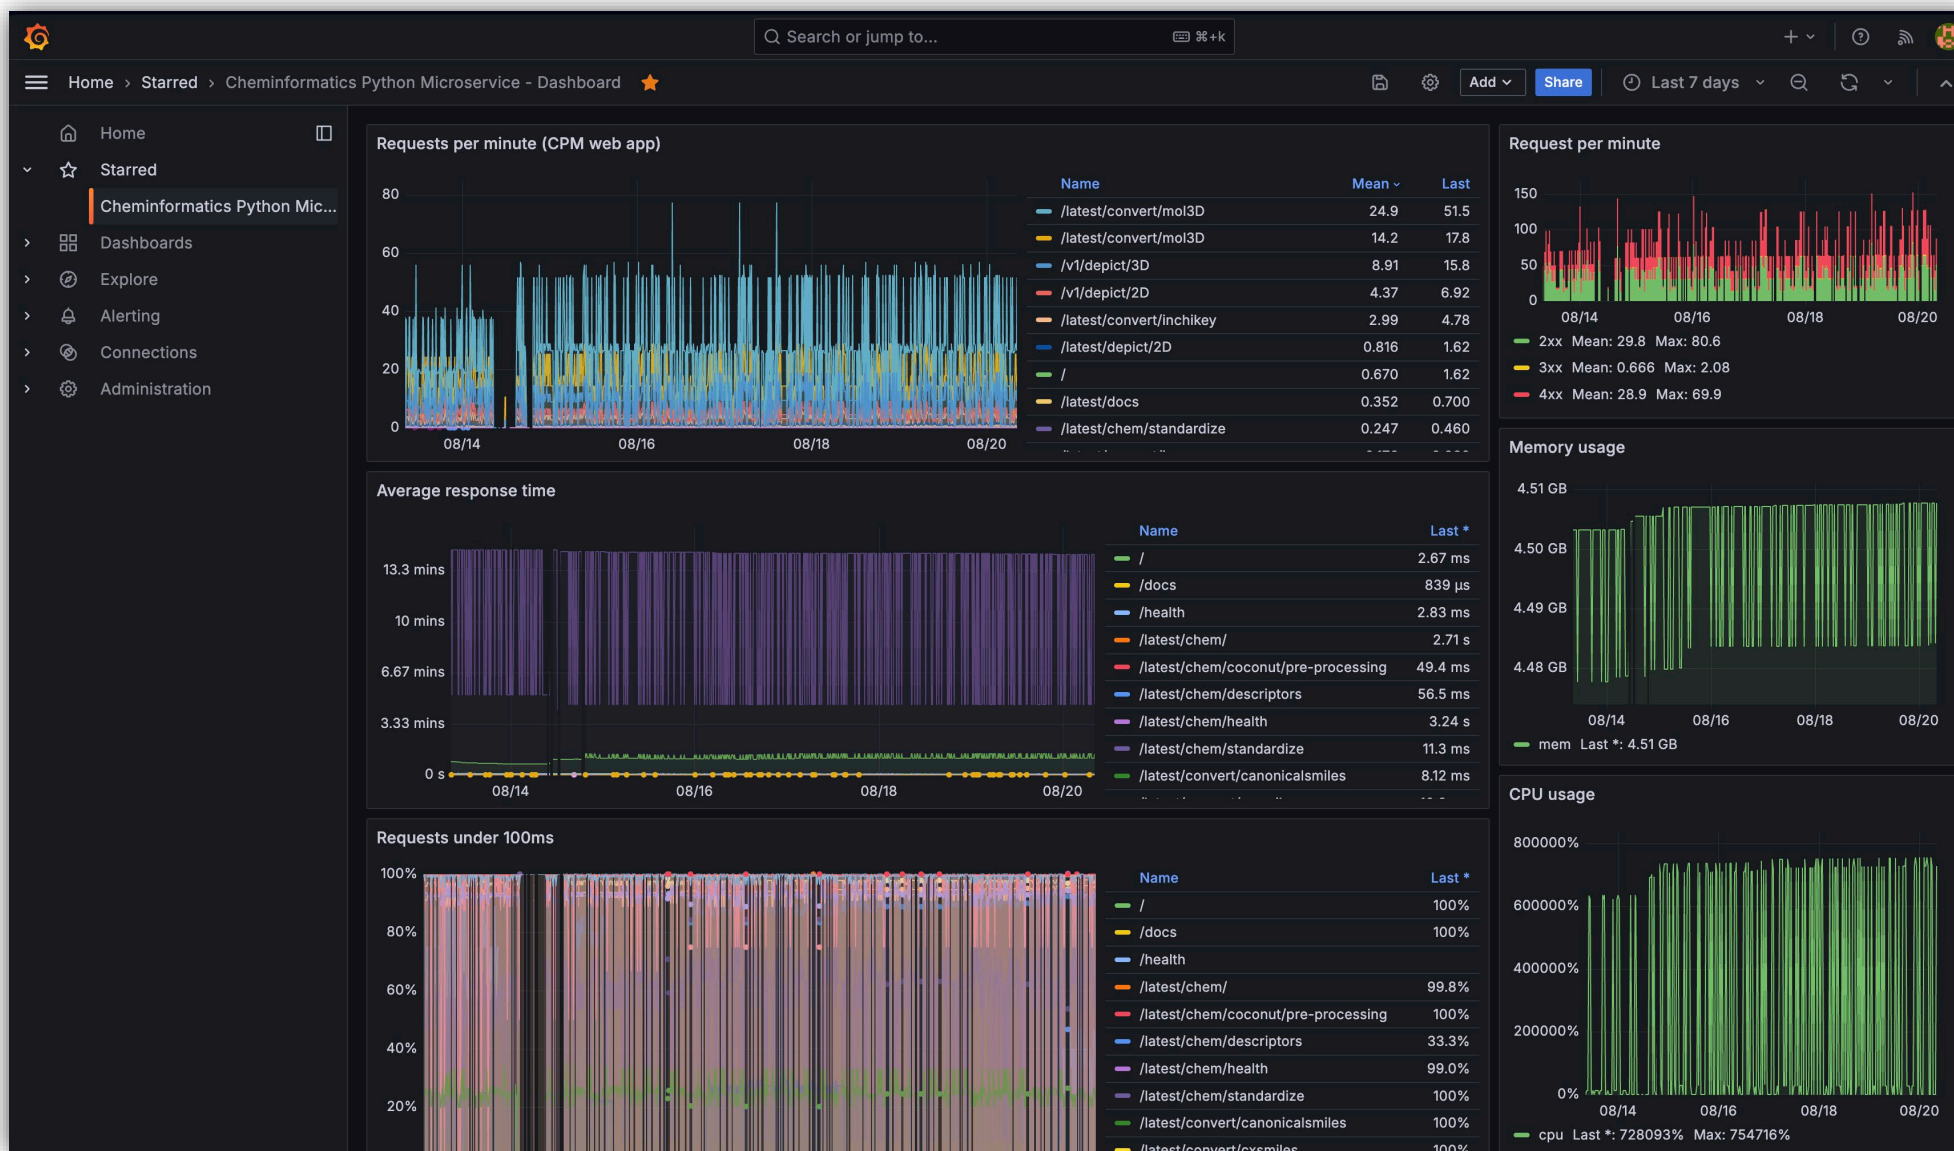 Search or jump to... ⌘+k
Home › Starred › Cheminformatics Python Microservice - Dashboard
Add
Share
Last 7 days
Home
Starred
Cheminformatics Python Mic...
Dashboards
Explore
Alerting
Connections
Administration
Requests per minute (CPM web app)
80
60
40
20
0
08/14 08/16 08/18 08/20
Name Mean Last
/latest/convert/mol3D 24.9 51.5
/latest/convert/mol3D 14.2 17.8
/v1/depict/3D 8.91 15.8
/v1/depict/2D 4.37 6.92
/latest/convert/inchikey 2.99 4.78
/latest/depict/2D 0.816 1.62
/ 0.670 1.62
/latest/docs 0.352 0.700
/latest/chem/standardize 0.247 0.460
Request per minute
150
100
50
0
08/14 08/16 08/18 08/20
2xx Mean: 29.8 Max: 80.6
3xx Mean: 0.666 Max: 2.08
4xx Mean: 28.9 Max: 69.9
Average response time
13.3 mins
10 mins
6.67 mins
3.33 mins
0 s
08/14 08/16 08/18 08/20
Name Last *
/ 2.67 ms
/docs 839 µs
/health 2.83 ms
/latest/chem/ 2.71 s
/latest/chem/coconut/pre-processing 49.4 ms
/latest/chem/descriptors 56.5 ms
/latest/chem/health 3.24 s
/latest/chem/standardize 11.3 ms
/latest/convert/canonicalsmiles 8.12 ms
Memory usage
4.51 GB
4.50 GB
4.49 GB
4.48 GB
08/14 08/16 08/18 08/20
mem Last *: 4.51 GB
Requests under 100ms
100%
80%
60%
40%
20%
Name Last *
/ 100%
/docs 100%
/health
/latest/chem/ 99.8%
/latest/chem/coconut/pre-processing 100%
/latest/chem/descriptors 33.3%
/latest/chem/health 99.0%
/latest/chem/standardize 100%
/latest/convert/canonicalsmiles 100%
/latest/convert/cxsmiles 100%
CPU usage
800000%
600000%
400000%
200000%
0%
08/14 08/16 08/18 08/20
cpu Last *: 728093% Max: 754716%